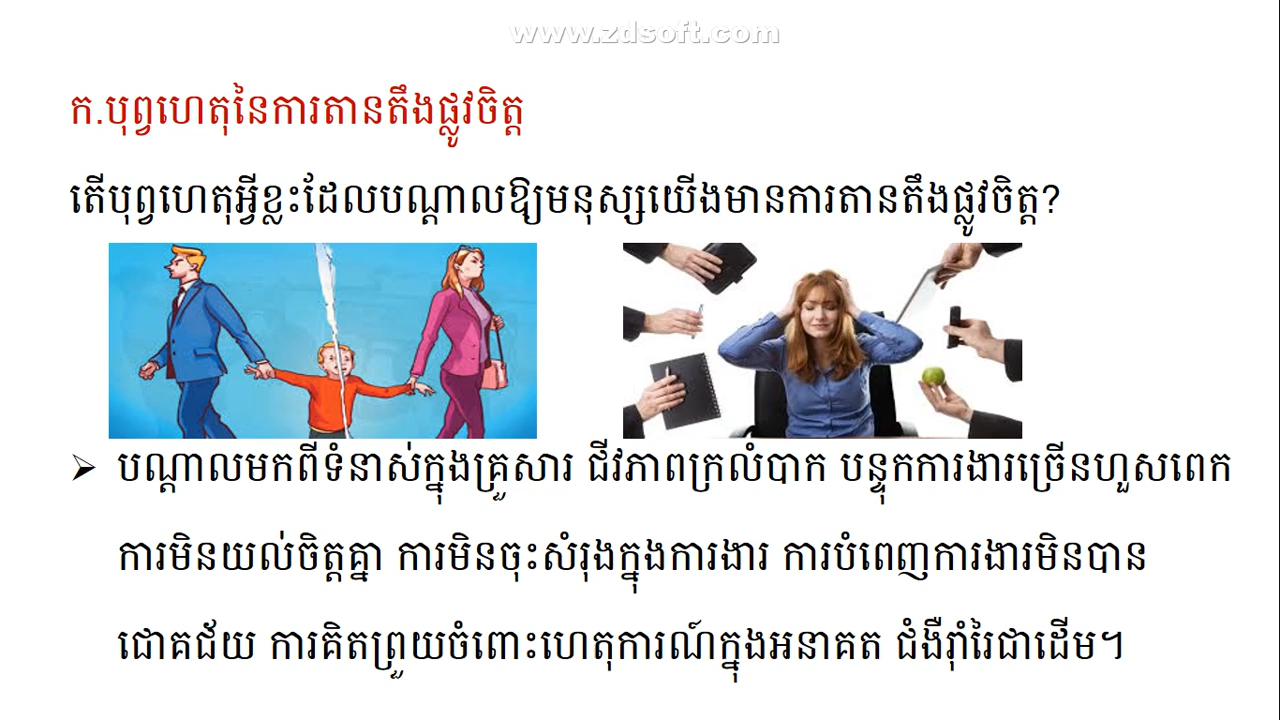 www.zdsoft.com
ក.បុព្វហេតុនៃការតានតឹងផ្លូវចិត្ត
តើបុព្វហេតុអ្វីខ្លះដែលបណ្ដាលឱ្យមនុស្សយើងមានការតានតឹងផ្លូវចិត្ត?
➢ បណ្ដាលមកពីទំនាស់ក្នុងគ្រួសារ ជីវភាពក្រលំបាក បន្ទុកការងារច្រើនហួសពេក
ការមិនយល់ចិត្តគ្នា ការមិនចុះសំរុងក្នុងការងារ ការបំពេញការងារមិនបាន
ជោគជ័យ ការគិតព្រួយចំពោះហេតុការណ៍ក្នុងអនាគត ជំងឺរ៉ាំរៃជាដើម។